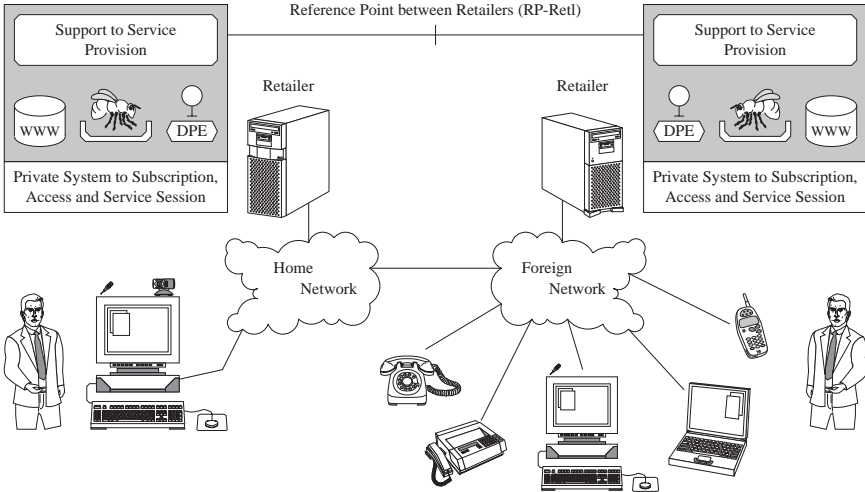 Reference Point between Retailers (RP-Retl)
Support to Service
Provision
WWW
DPE
Private System to Subscription,
Access and Service Session
Retailer
Retailer
Support to Service
Provision
DPE
WWW
Private System to Subscription,
Access and Service Session
Home
Network
Foreign
Network